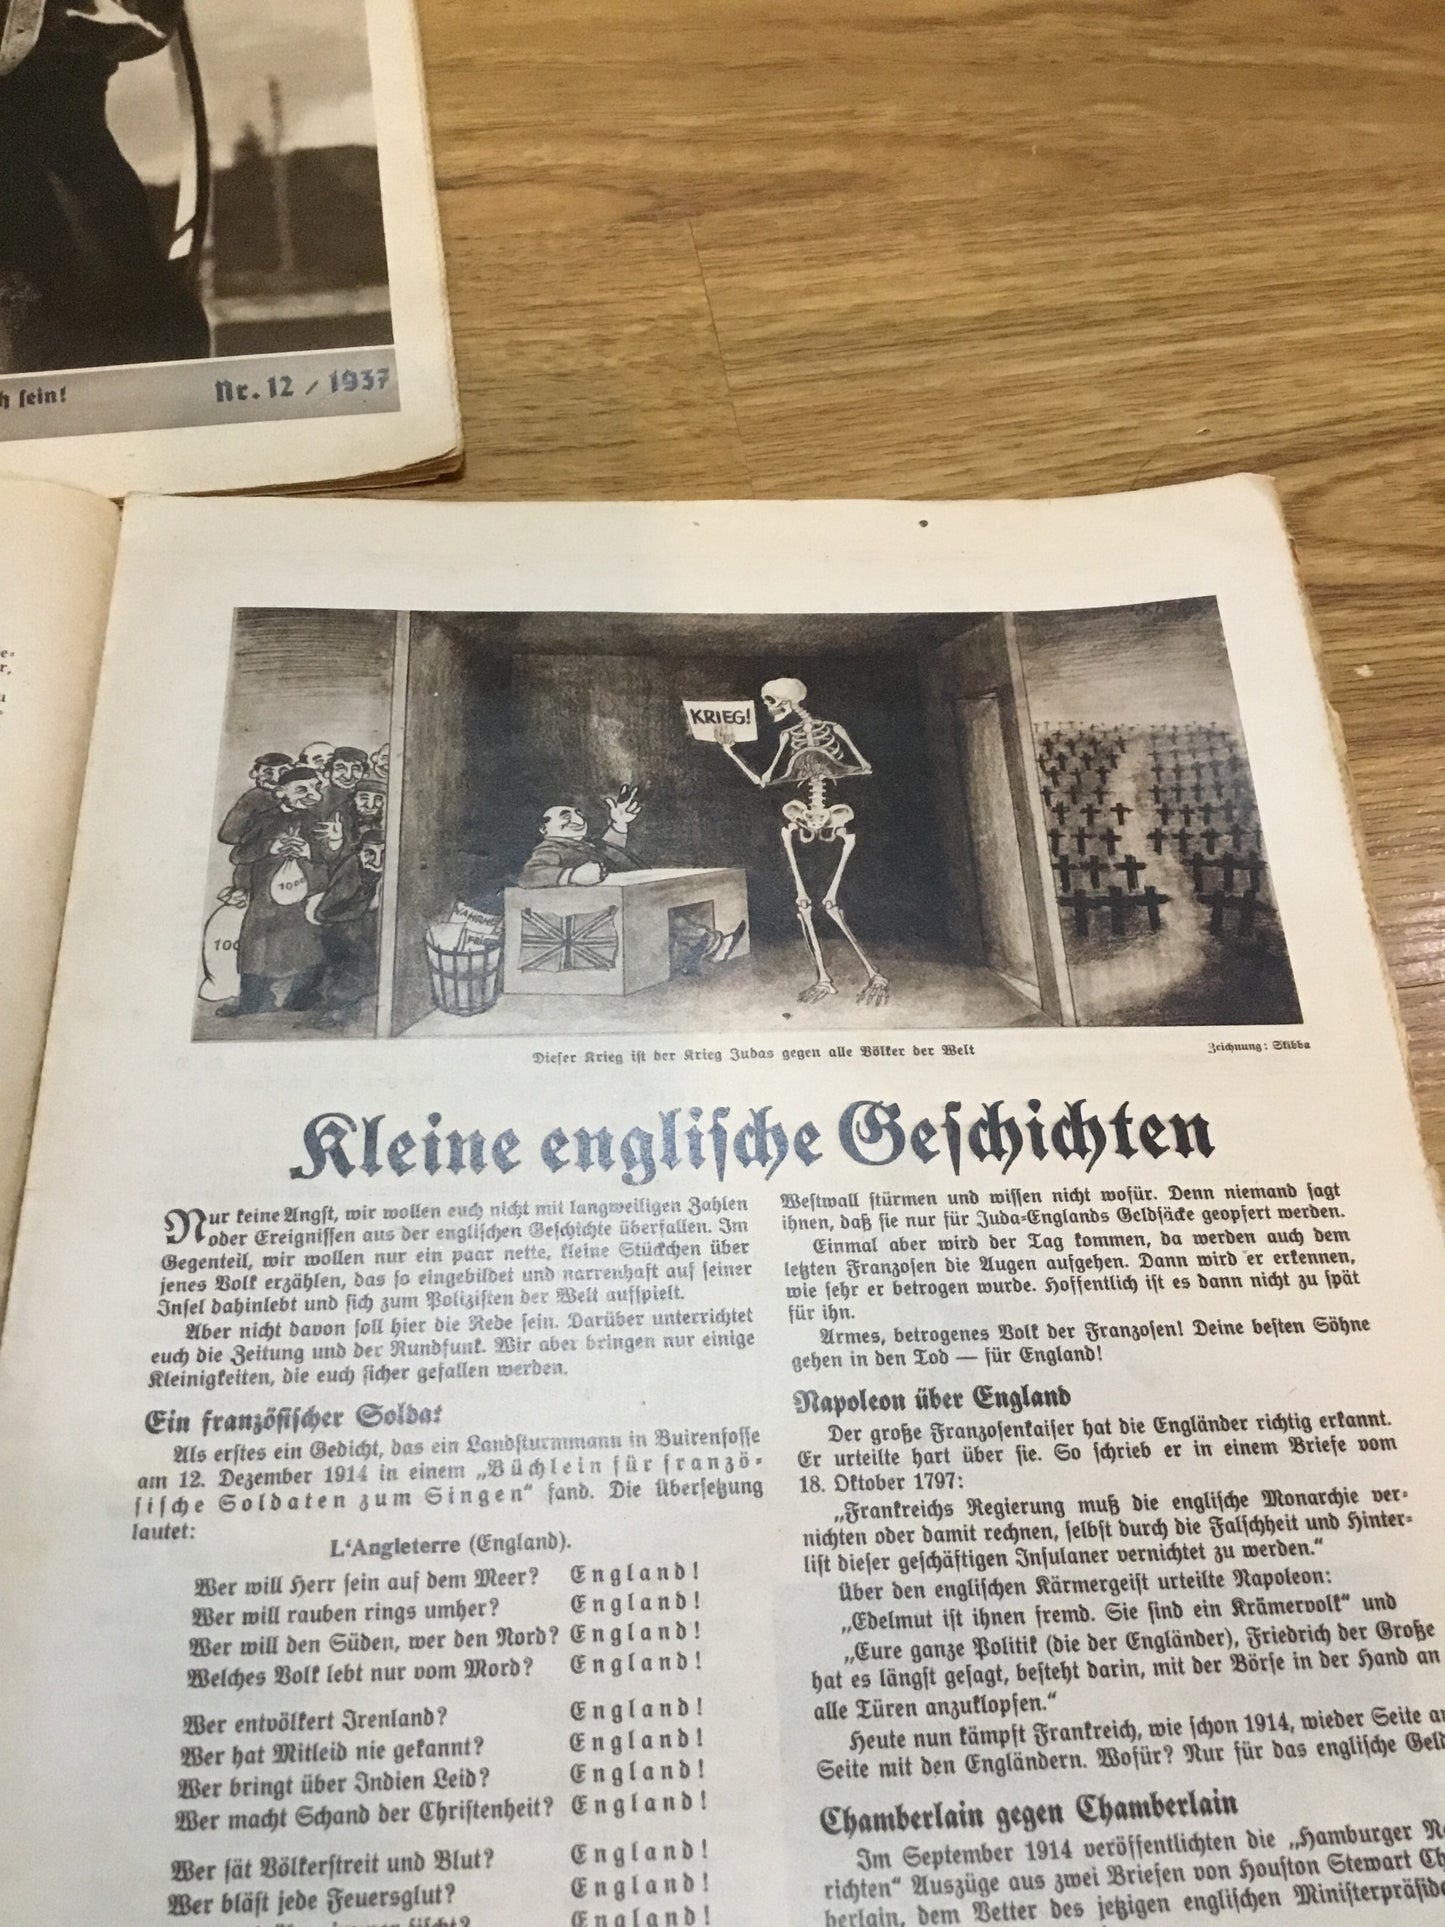 h sein!
Nr. 12 / 1937
e-
r,
KRIEG!
100
100
Dieser Krieg ist der Krieg Judas gegen alle Völker der Welt
Zeichnung: Stibba
Kleine englische Geschichten
Nur keine Angst, wir wollen euch nicht mit langweiligen Zahlen
oder Ereignissen aus der englischen Geschichte überfallen. Im
Gegenteil, wir wollen nur ein paar nette, kleine Stückchen über
jenes Volk erzählen, das so eingebildet und narrenhaft auf seiner
Insel dahinlebt und sich zum Polizisten der Welt aufspielt.
Aber nicht davon soll hier die Rede sein. Darüber unterrichtet
euch die Zeitung und der Rundfunk. Wir aber bringen nur einige
Kleinigkeiten, die euch sicher gefallen werden.
Ein französischer Soldat
Als erstes ein Gedicht, das ein Landsturmmann in Buirenfosse
am 12. Dezember 1914 in einem „Büchlein für franzö-
sische Soldaten zum Singen“ fand. Die Übersetzung
lautet:
L'Angleterre (England).
Wer will Herr sein auf dem Meer? England!
Wer will rauben rings umher? England!
Wer will den Süden, wer den Nord? England!
Welches Volk lebt nur vom Mord? England!
Wer entvölkert Irenland? England!
Wer hat Mitleid nie gekannt? England!
Wer bringt über Indien Leid? England!
Wer macht Schand der Christenheit? England!
Wer sät Völkerstreit und Blut? England!
Wer bläst jede Feuersglut? England!
England!
Westwall stürmen und wissen nicht wofür. Denn niemand sagt
ihnen, daß sie nur für Juda-Englands Geldsäcke geopfert werden.
Einmal aber wird der Tag kommen, da werden auch dem
letzten Franzosen die Augen aufgehen. Dann wird er erkennen,
wie sehr er betrogen wurde. Hoffentlich ist es dann nicht zu spät
für ihn.
Armes, betrogenes Volk der Franzosen! Deine besten Söhne
gehen in den Tod — für England!
Napoleon über England
Der große Franzosenkaiser hat die Engländer richtig erkannt.
Er urteilte hart über sie. So schrieb er in einem Briefe vom
18. Oktober 1797:
„Frankreichs Regierung muß die englische Monarchie ver-
nichten oder damit rechnen, selbst durch die Falschheit und Hinter-
list dieser geschäftigen Insulaner vernichtet zu werden.“
Über den englischen Kärmergeist urteilte Napoleon:
„Edelmut ist ihnen fremd. Sie sind ein Krämervolk“ und
„Eure ganze Politik (die der Engländer), Friedrich der Große
hat es längst gesagt, besteht darin, mit der Börse in der Hand an
alle Türen anzuklopfen.“
Heute nun kämpft Frankreich, wie schon 1914, wieder Seite an
Seite mit den Engländern. Wofür? Nur für das englische Geld
Chamberlain gegen Chamberlain
Im September 1914 veröffentlichten die „Hamburger
richten“ Auszüge aus zwei Briefen von Houston Stewart Ch
berlain, dem Vetter des jetzigen englischen Ministerpräside